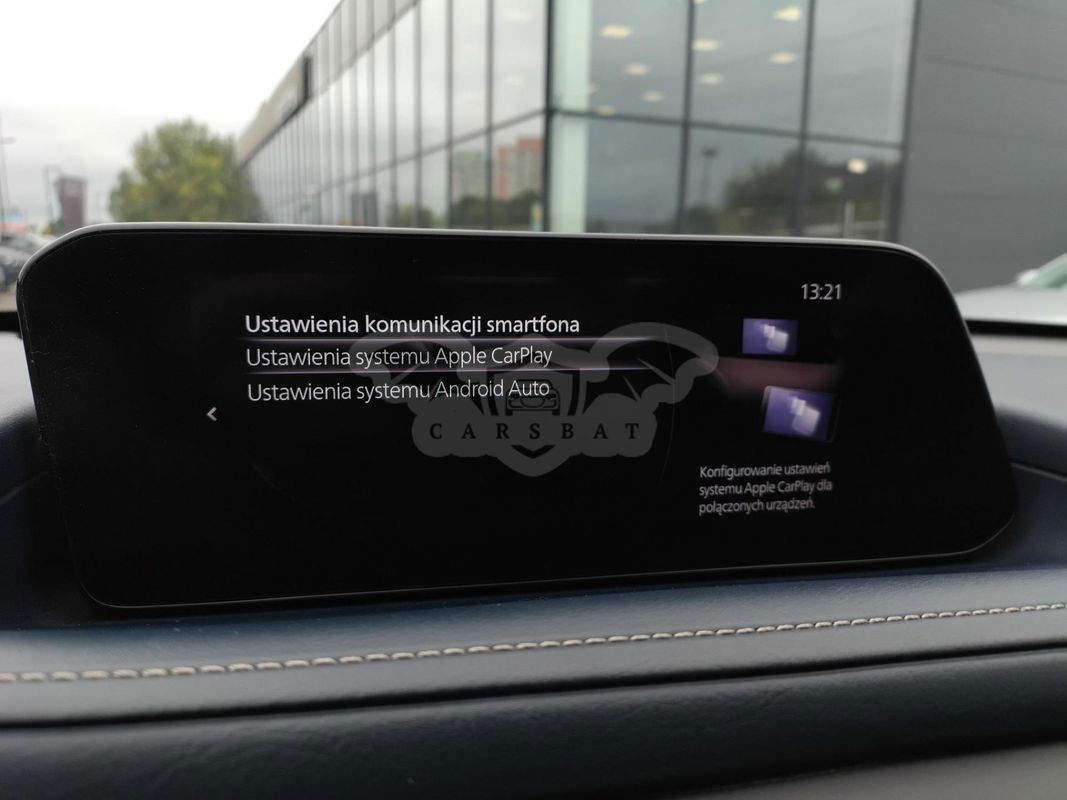 13:21
Ustawienia komunikacji smartfona
Ustawienia systemu Apple CarPlay
Ustawienia systemu Android Auto
CARSBAT
Konfigurowanie ustawień
systemu Apple CarPlay dla
połączonych urządzeń.